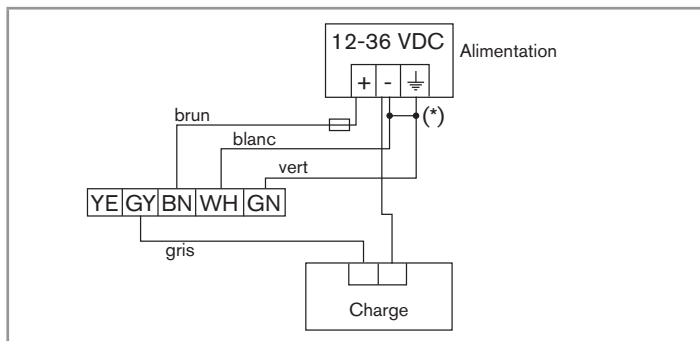 12-36 VDC
Alimentation
+ -
(*)
brun
blanc
vert
YE GY BN WH GN
gris
Charge